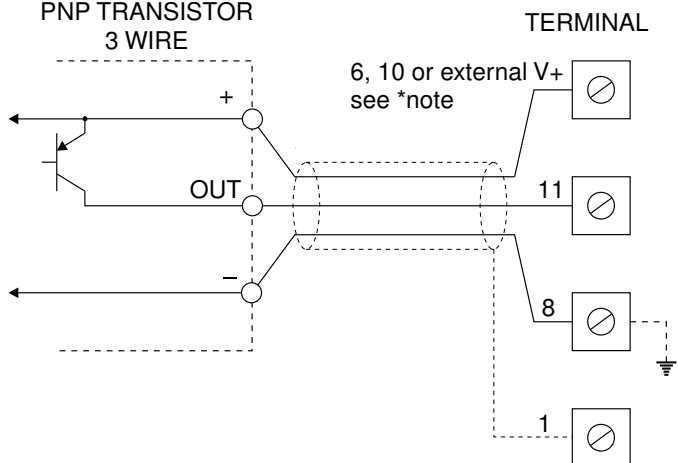 PNP TRANSISTOR
3 WIRE
TERMINAL
6, 10 or external V+
see *note
+
OUT
11
–
8
1